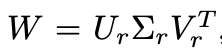 W = U_r Σ_r V_r^T,